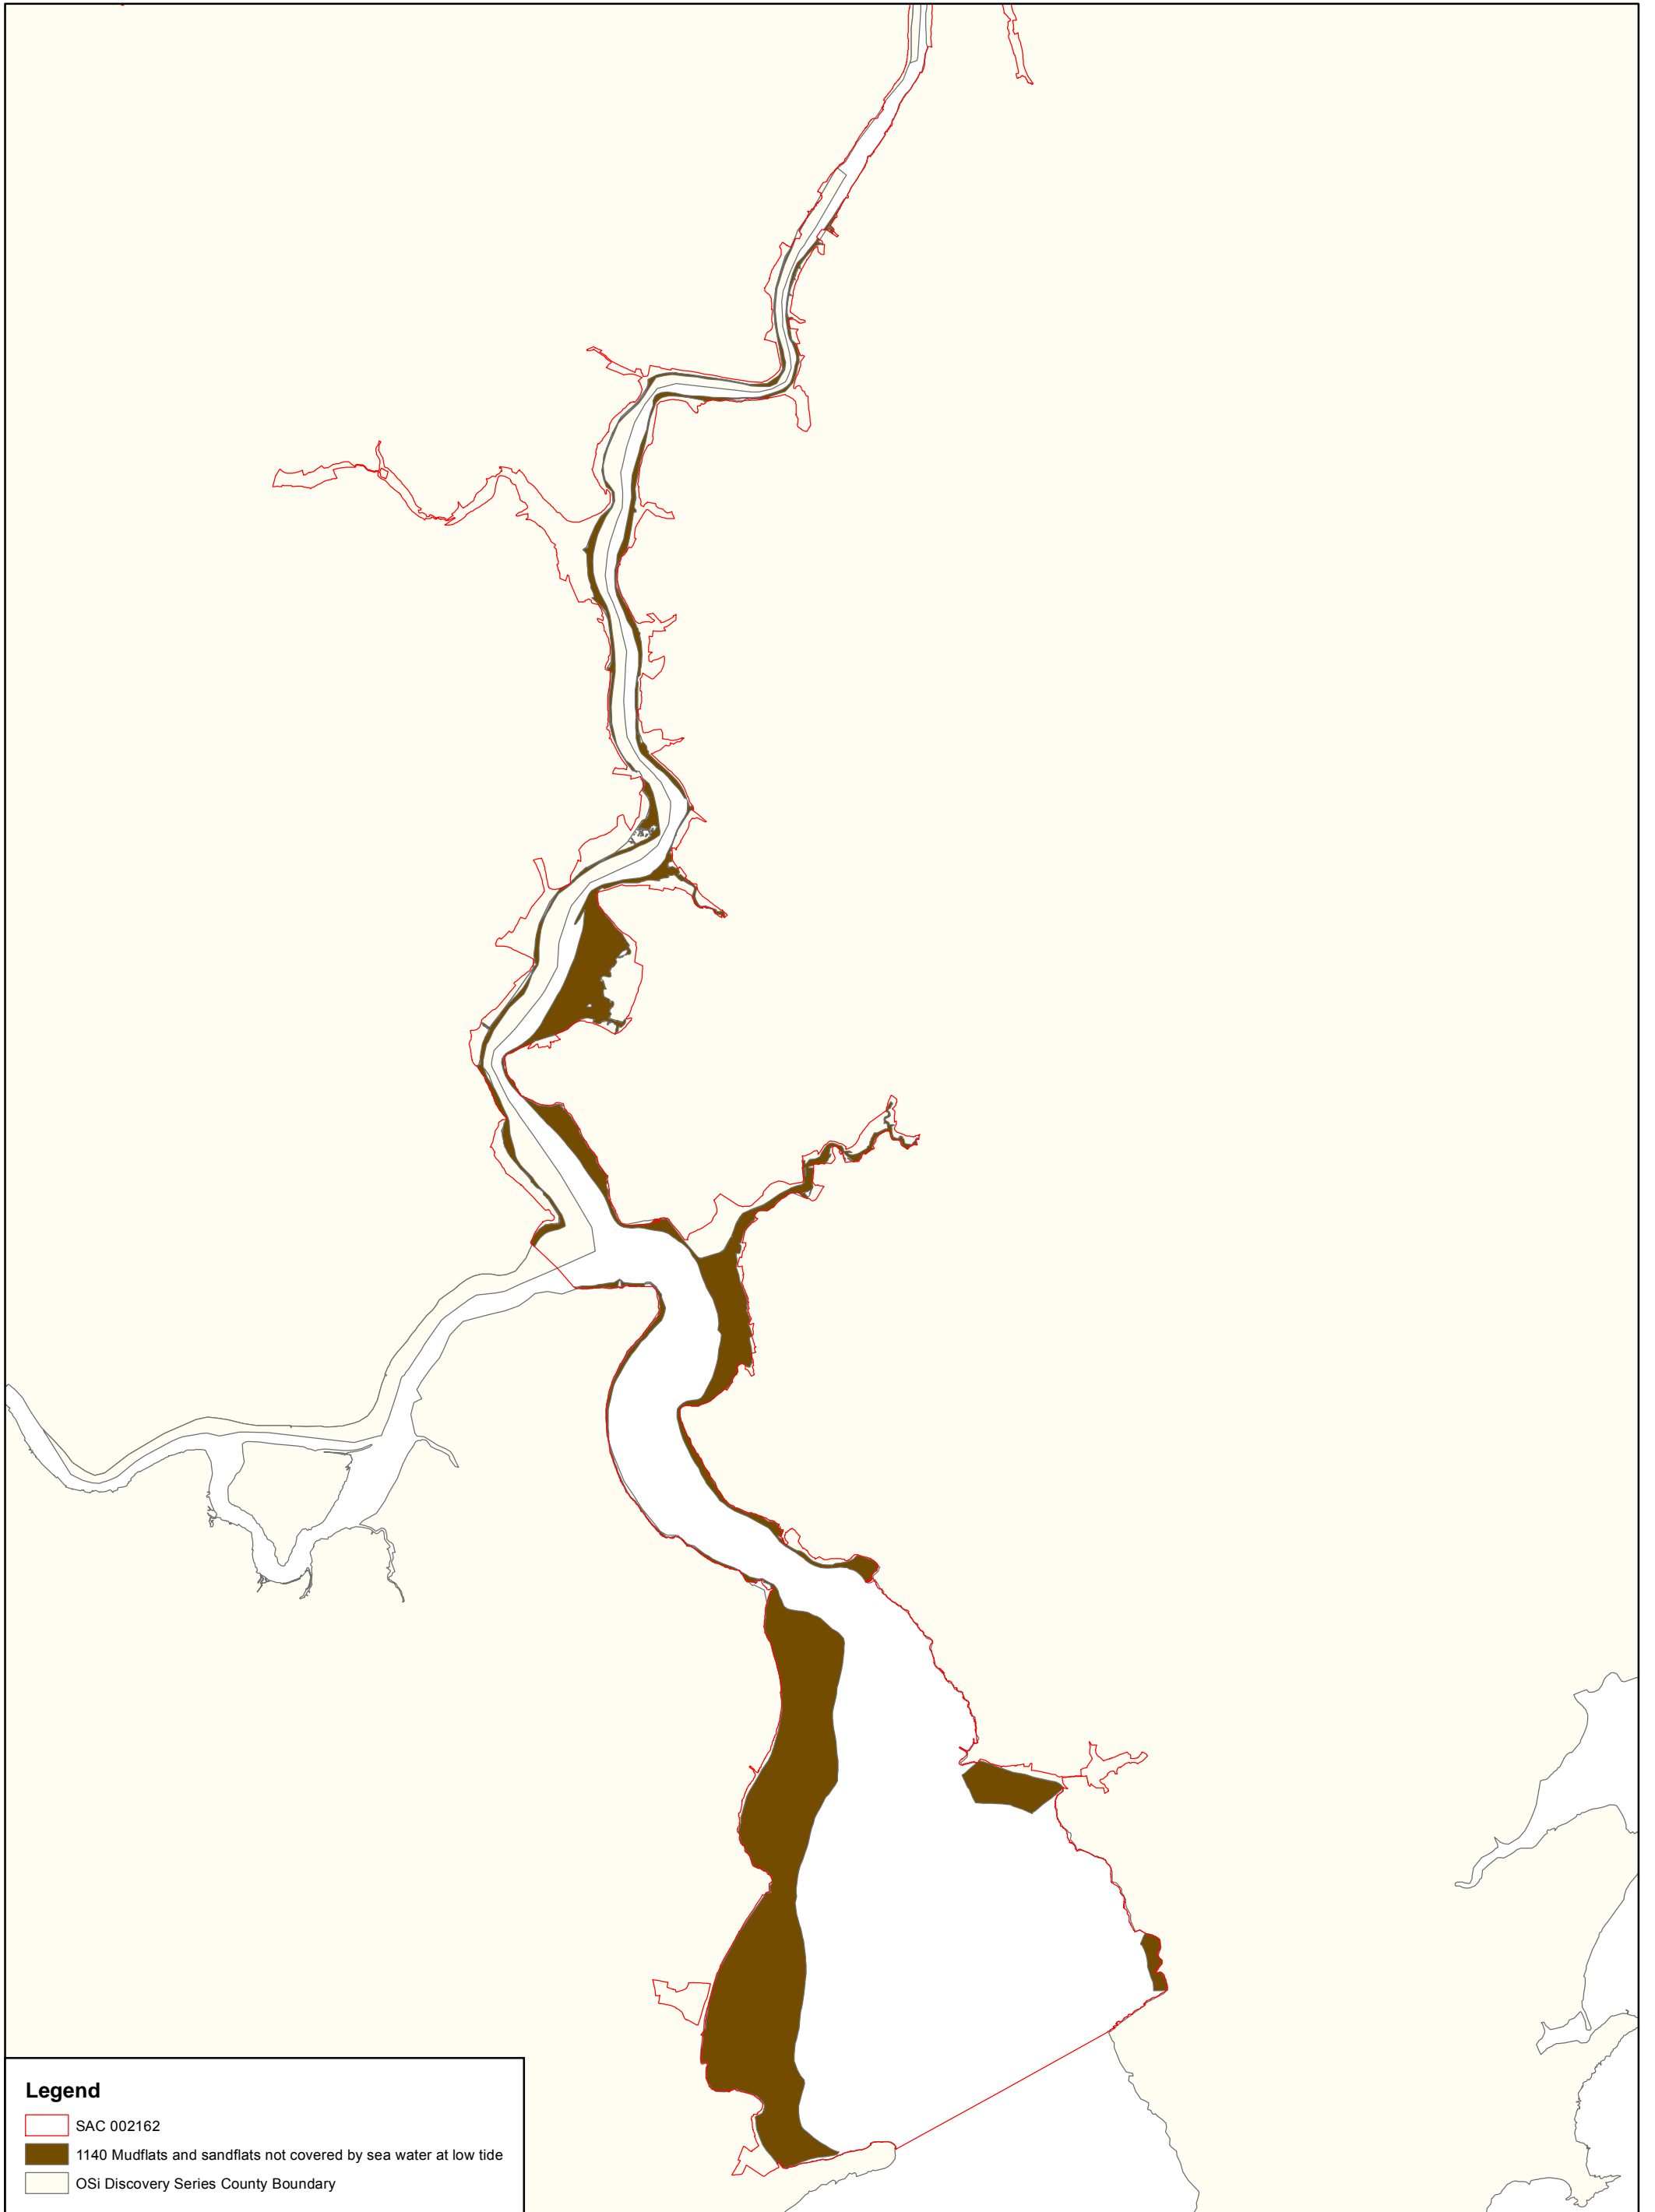 Legend
SAC 002162
1140 Mudflats and sandflats not covered by sea water at low tide
OSi Discovery Series County Boundary